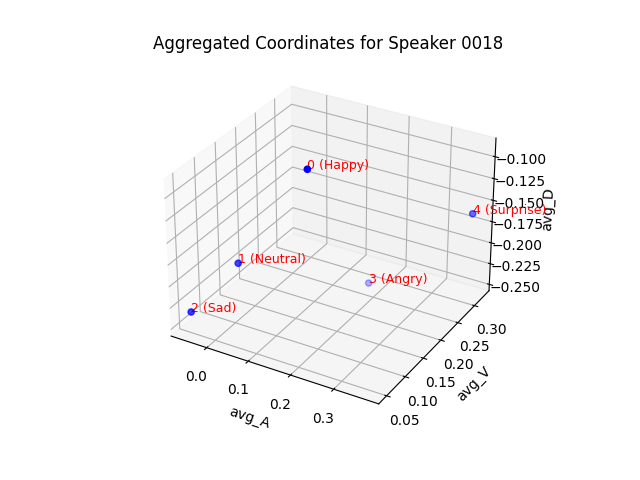 Aggregated Coordinates for Speaker 0018
0 (Happy)
4 (Surprise)
1 (Neutral)
3 (Angry)
2 (Sad)
−0.100
−0.125
−0.150
−0.175
−0.200
−0.225
−0.250
avg_D
0.30
0.25
0.20
0.15
0.10
0.05
avg_V
0.0
0.1
0.2
0.3
avg_A